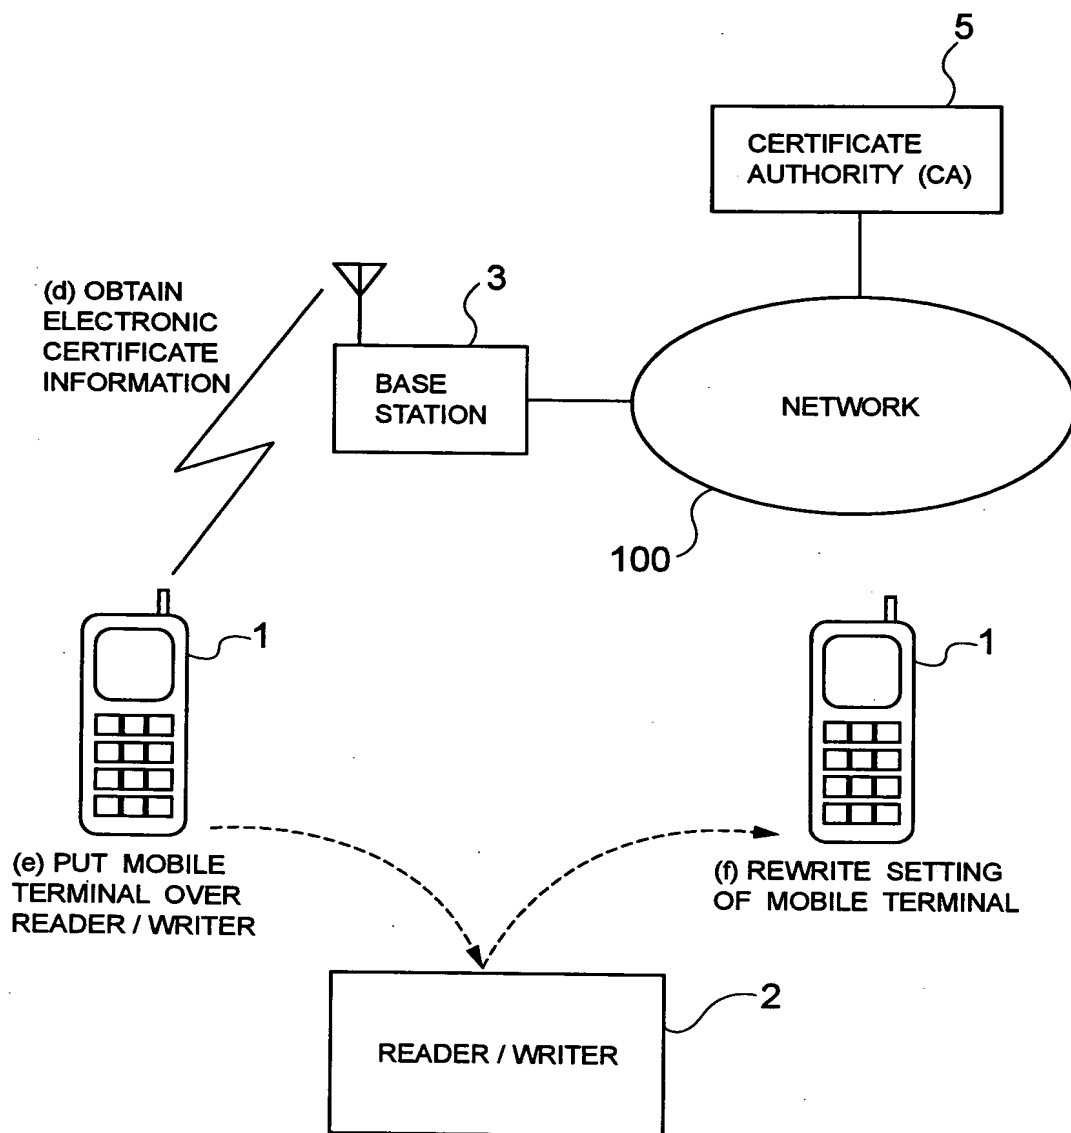 5
CERTIFICATE
AUTHORITY (CA)
(d) OBTAIN
ELECTRONIC
CERTIFICATE
INFORMATION
3
BASE
STATION
NETWORK
100
1
1
(e) PUT MOBILE
TERMINAL OVER
READER / WRITER
(f) REWRITE SETTING
OF MOBILE TERMINAL
2
READER / WRITER